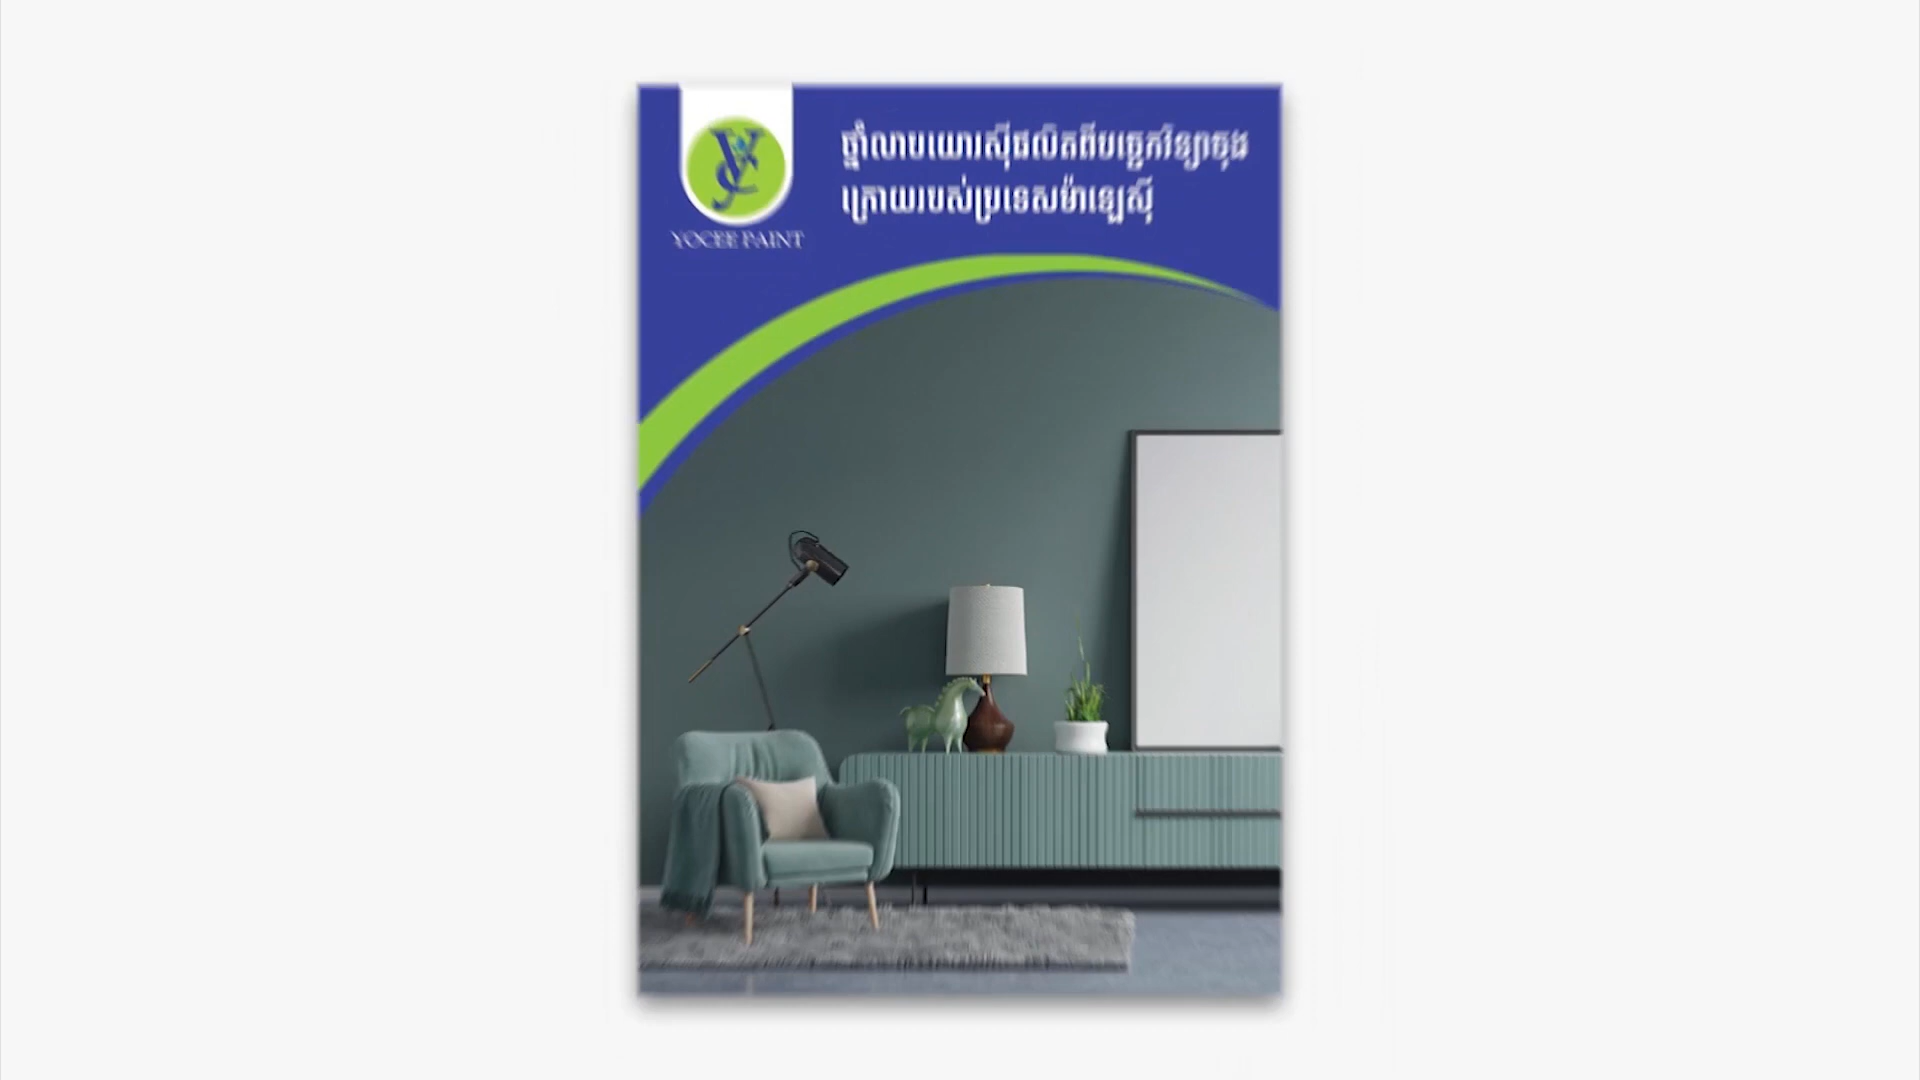 YOCEE PAINT
ថ្នាំលាបយោរស៊ីផលិតពីបច្ចេកវិទ្យាចុង
ក្រោយរបស់ប្រទេសម៉ាឡេស៊ី